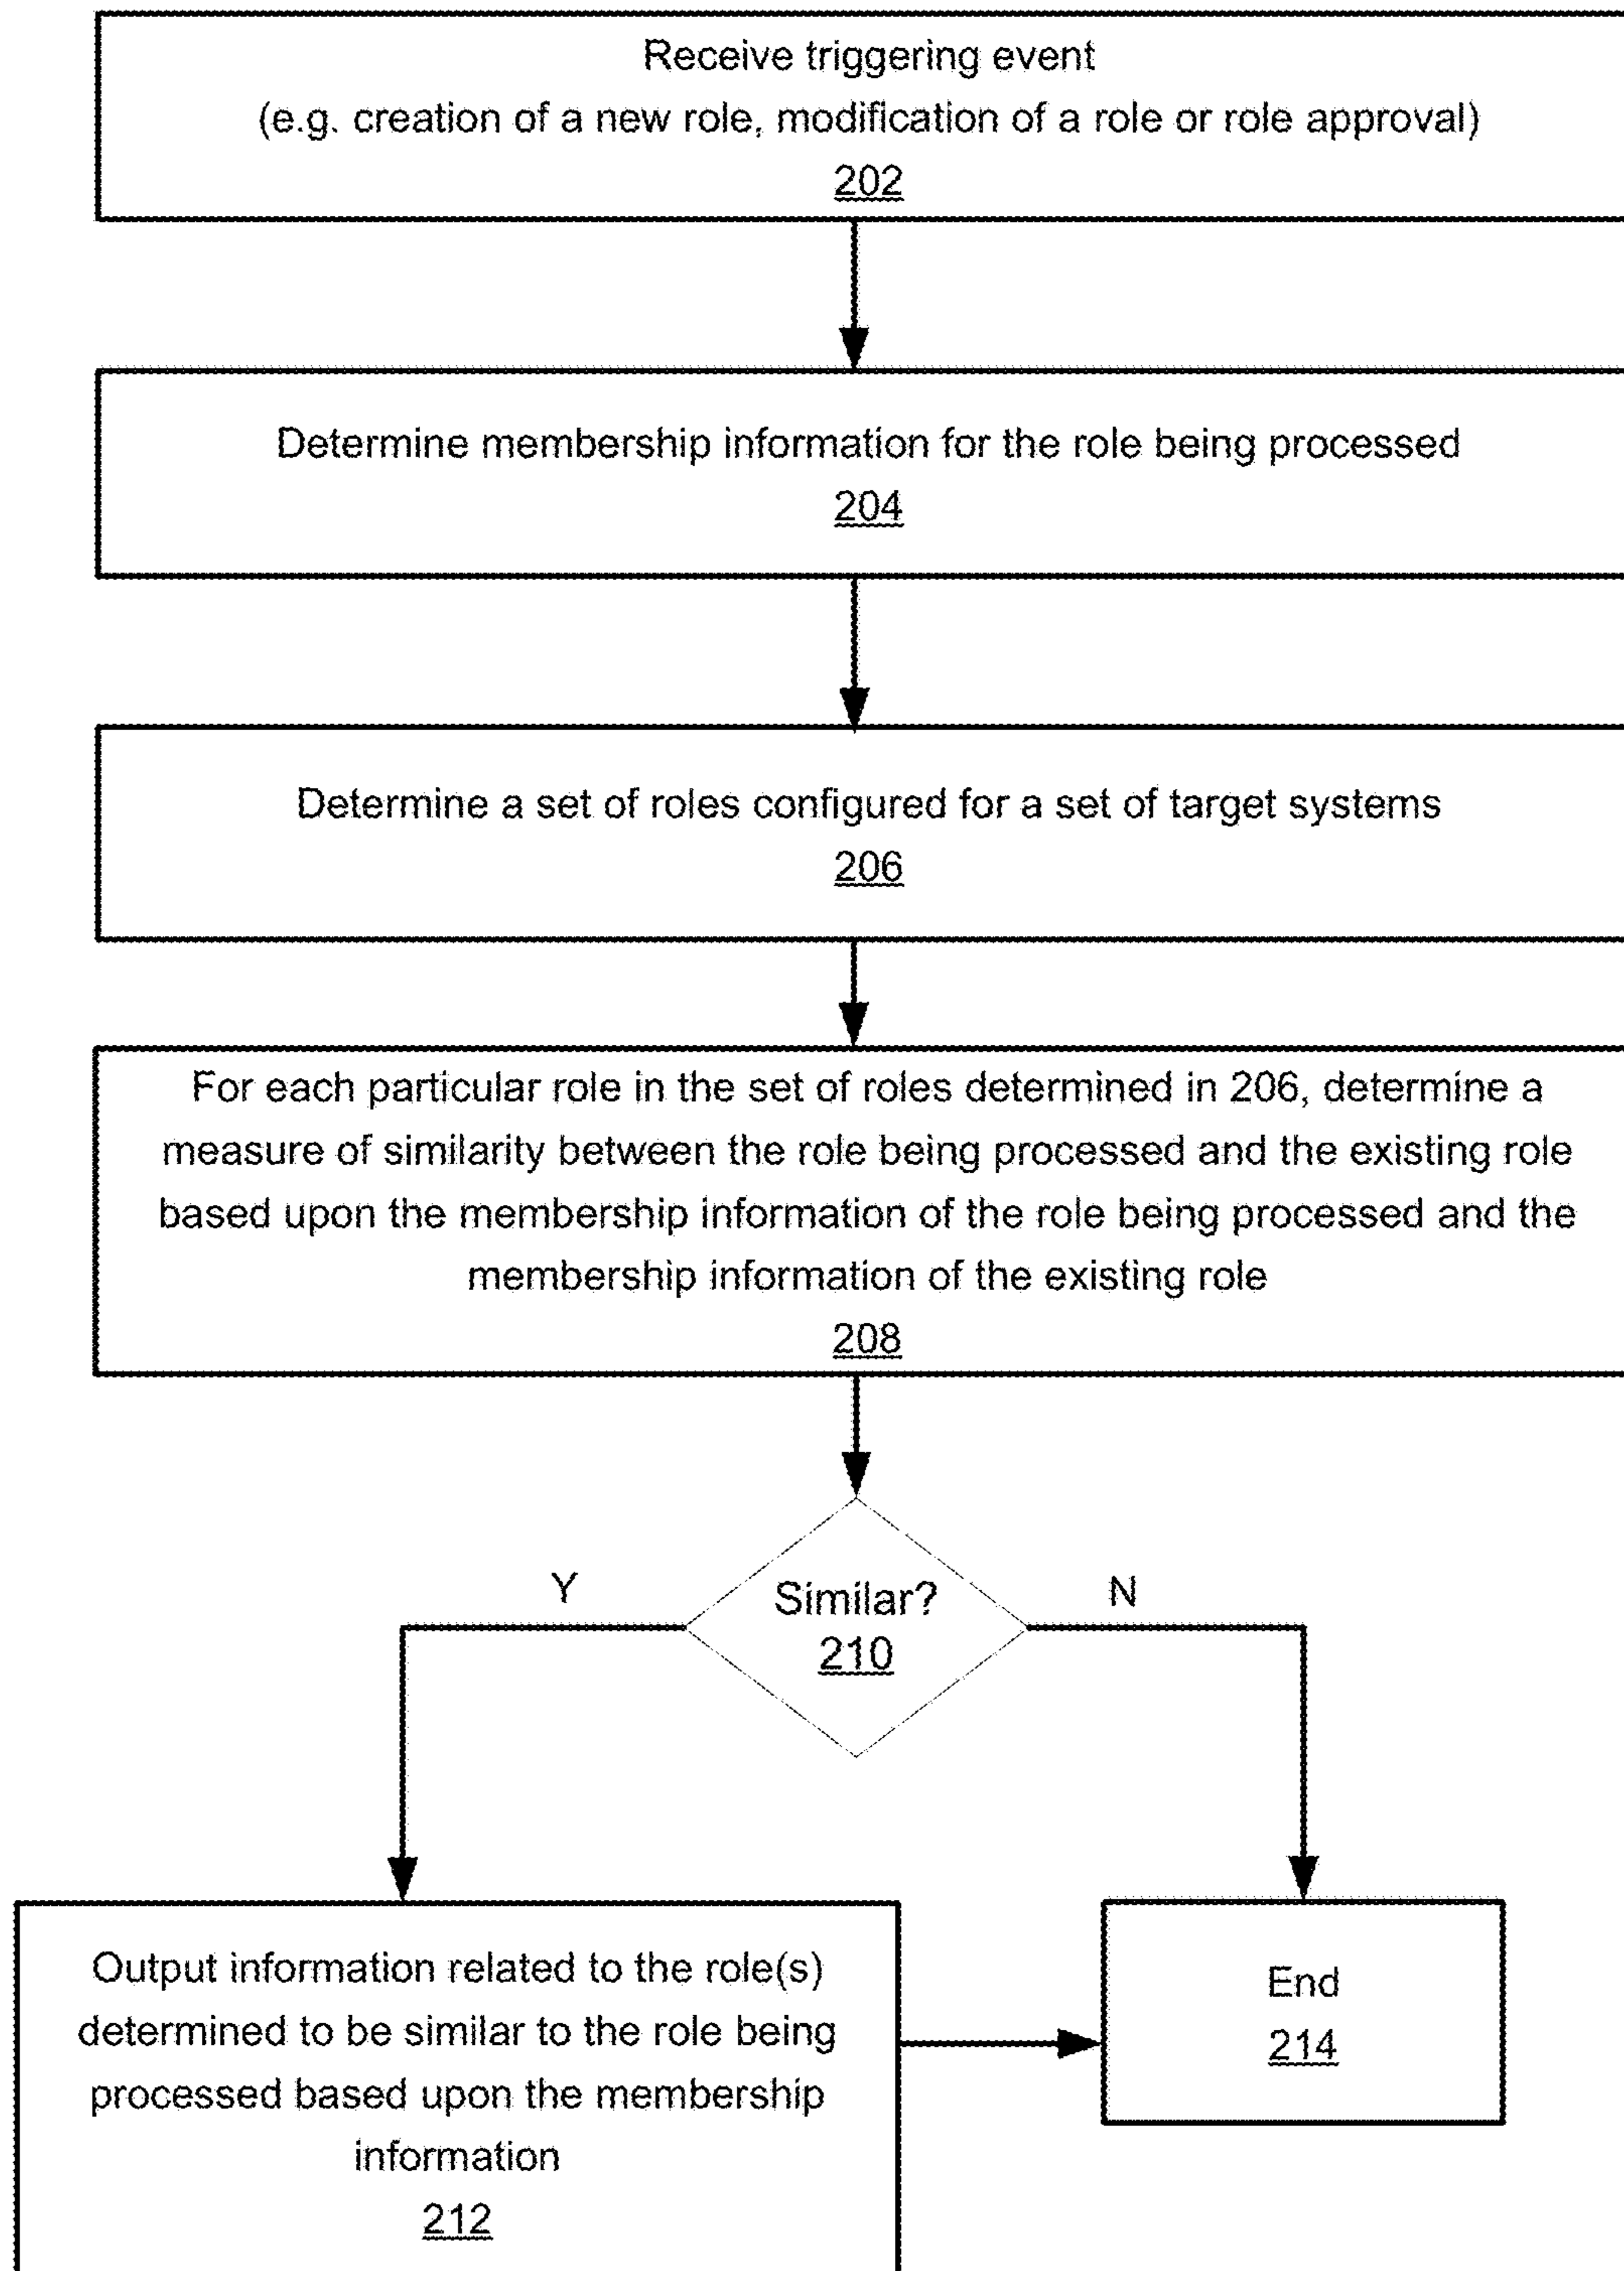 Receive triggering event
(e.g. creation of a new role, modification of a role or role approval)
202
Determine membership information for the role being processed
204
Determine a set of roles configured for a set of target systems
206
For each particular role in the set of roles determined in 206, determine a
measure of similarity between the role being processed and the existing role
based upon the membership information of the role being processed and the
membership information of the existing role
208
Y
Similar?
N
210
Output information related to the role(s)
determined to be similar to the role being
processed based upon the membership
information
212
End
214